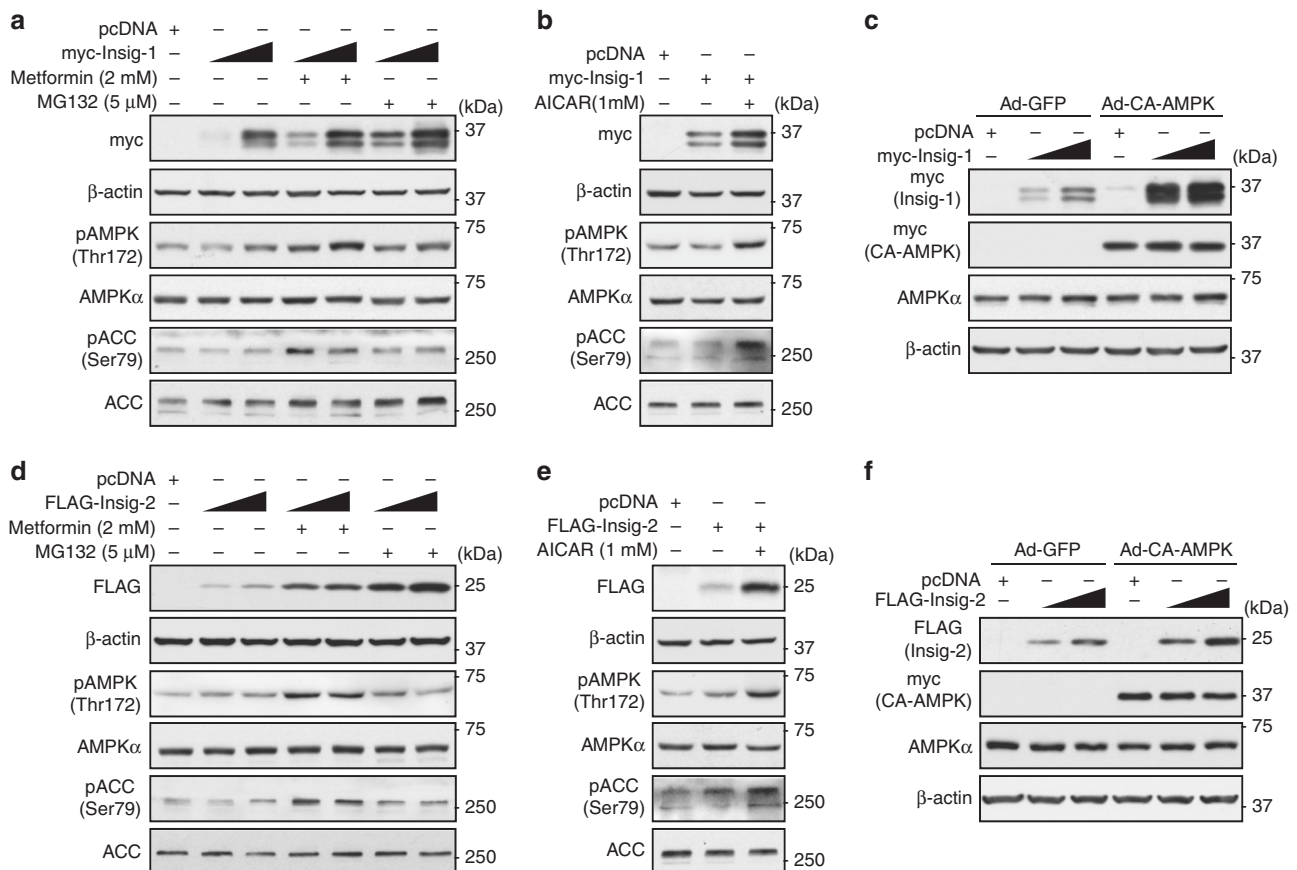 a
pcDNA + – – – – – –
myc-Insig-1 –
Metformin (2 mM) – – – + + – –
MG132 (5 μM) – – – – – + + (kDa)
myc 37
β-actin 37
pAMPK (Thr172) 75
AMPKα 75
pACC (Ser79) 250
ACC 250
b
pcDNA + – –
myc-Insig-1 – + +
AICAR(1mM) – – + (kDa)
myc 37
β-actin 37
pAMPK (Thr172) 75
AMPKα 75
pACC (Ser79) 250
ACC 250
c
Ad-GFP Ad-CA-AMPK
pcDNA + – – + – –
myc-Insig-1 – – (kDa)
myc (Insig-1) 37
myc (CA-AMPK) 37
AMPKα 75
β-actin 37
d
pcDNA + – – – – – –
FLAG-Insig-2 –
Metformin (2 mM) – – – + + – –
MG132 (5 μM) – – – – – + + (kDa)
FLAG 25
β-actin 37
pAMPK (Thr172) 75
AMPKα 75
pACC (Ser79) 250
ACC 250
e
pcDNA + – –
FLAG-Insig-2 – + +
AICAR (1 mM) – – + (kDa)
FLAG 25
β-actin 37
pAMPK (Thr172) 75
AMPKα 75
pACC (Ser79) 250
ACC 250
f
Ad-GFP Ad-CA-AMPK
pcDNA + – – + – –
FLAG-Insig-2 – – (kDa)
FLAG (Insig-2) 25
myc (CA-AMPK) 37
AMPKα 75
β-actin 37